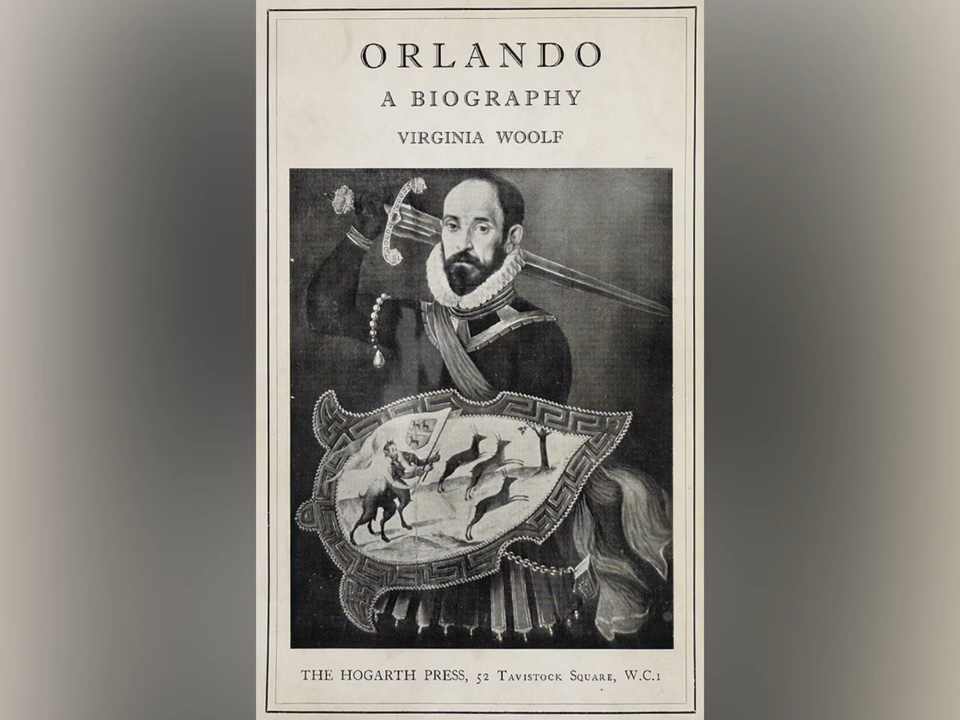 ORLANDO
A BIOGRAPHY
VIRGINIA WOOLF
THE HOGARTH PRESS, 52 TAVISTOCK SQUARE, W.C.1